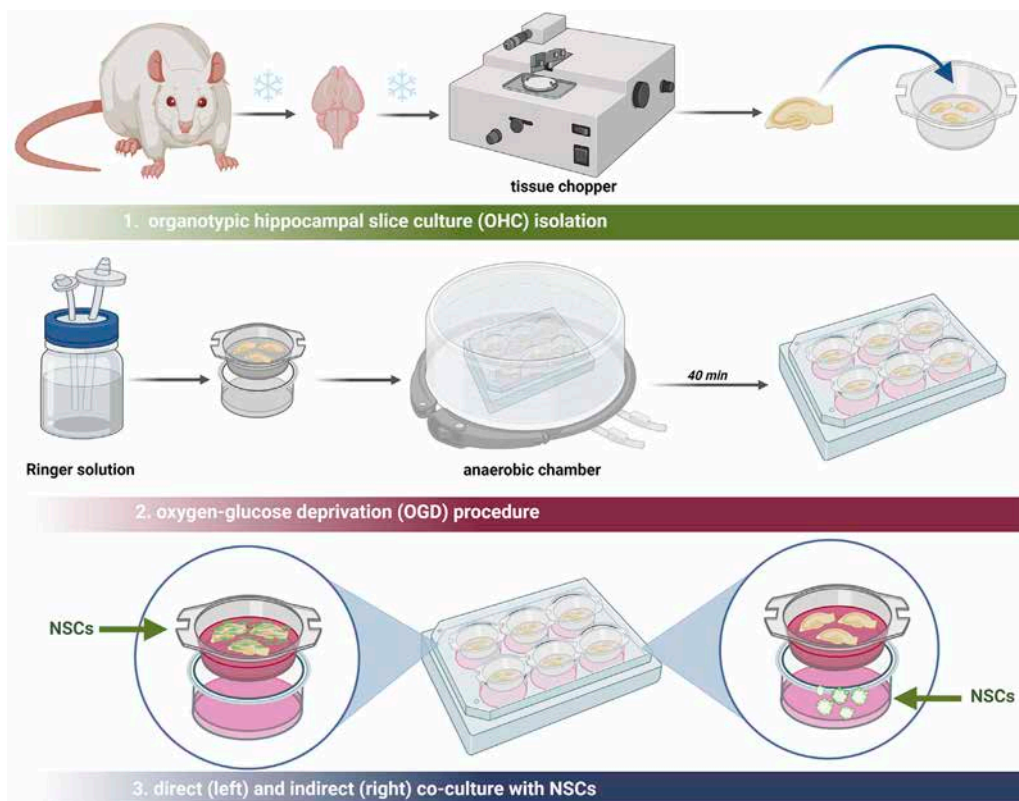 tissue chopper
1. organotypic hippocampal slice culture (OHC) isolation
40 min
Ringer solution
anaerobic chamber
2. oxygen-glucose deprivation (OGD) procedure
NSCs
NSCs
3. direct (left) and indirect (right) co-culture with NSCs